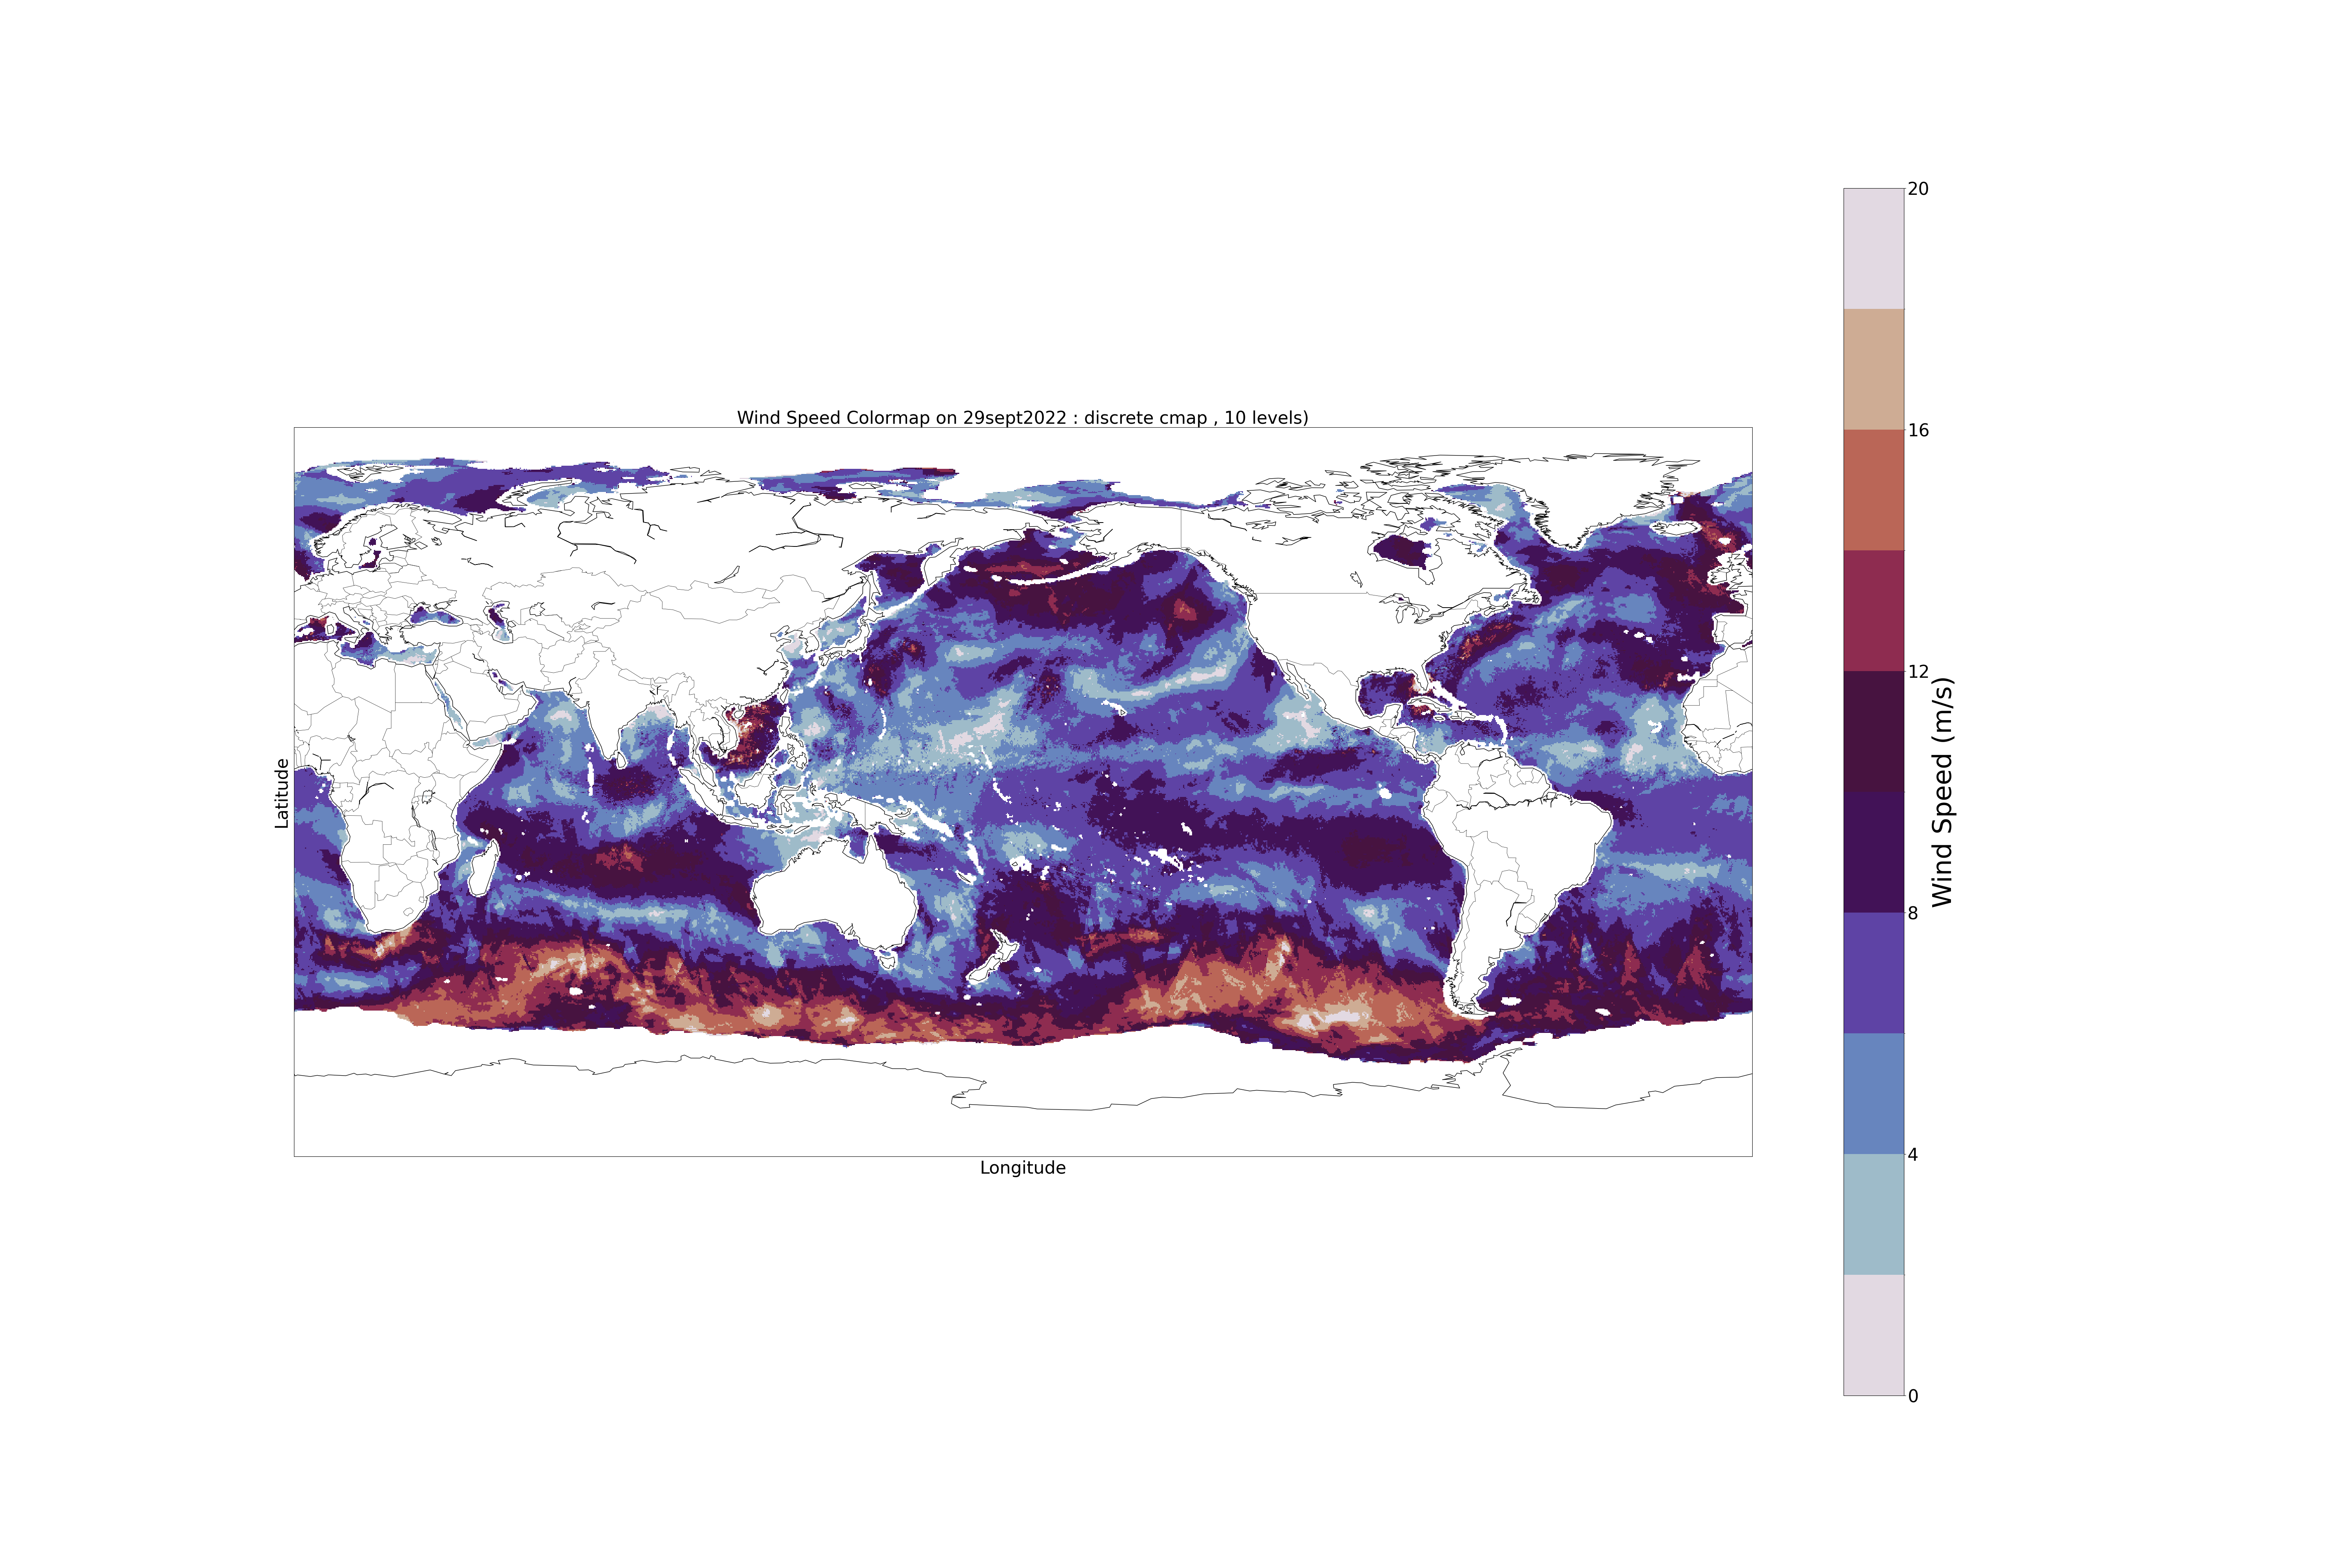 Wind Speed Colormap on 29sept2022 : discrete cmap , 10 levels)
Latitude
Longitude
20
16
12
8
4
0
Wind Speed (m/s)